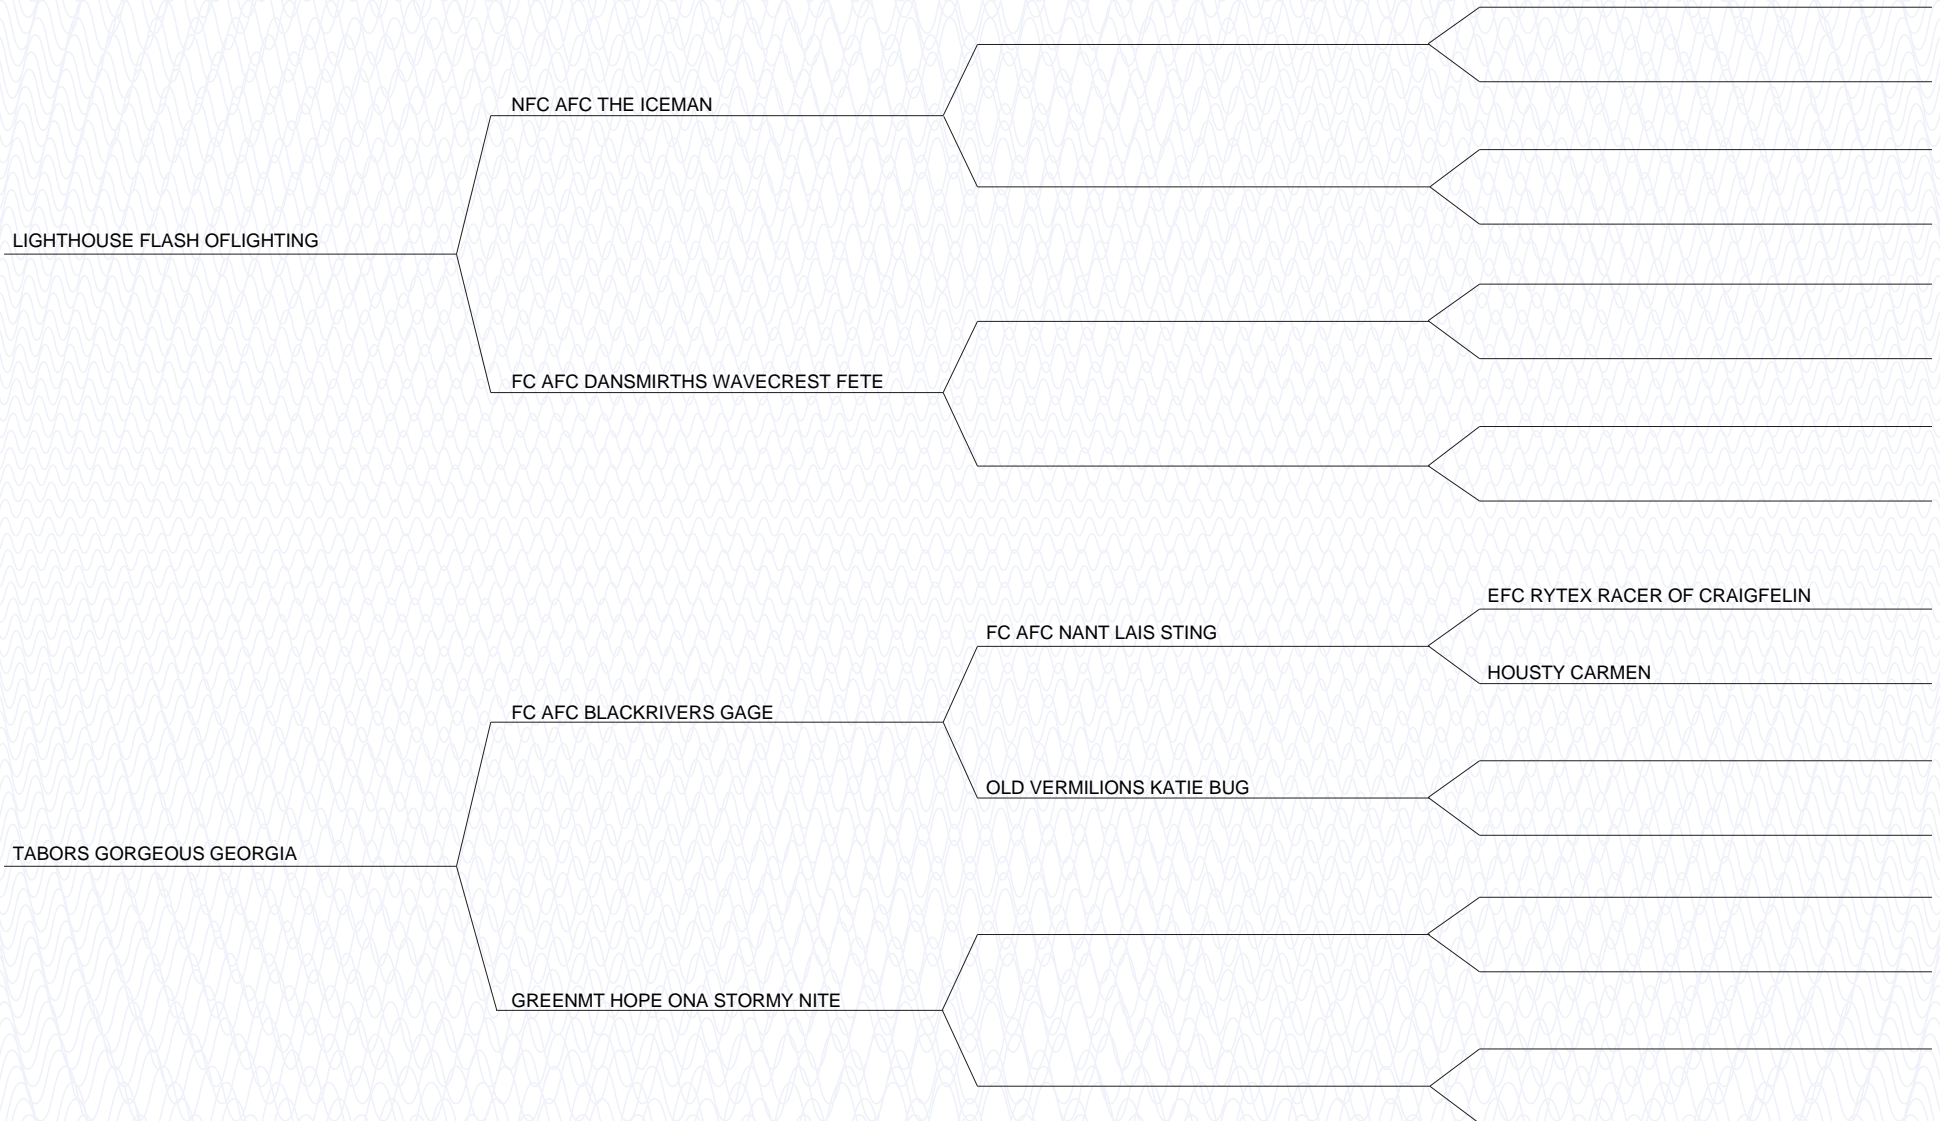 NFC AFC THE ICEMAN
LIGHTHOUSE FLASH OFLIGHTING
FC AFC DANSMIRTHS WAVECREST FETE
EFC RYTEX RACER OF CRAIGFELIN
FC AFC NANT LAIS STING
HOUSTY CARMEN
FC AFC BLACKRIVERS GAGE
OLD VERMILIONS KATIE BUG
TABORS GORGEOUS GEORGIA
GREENMT HOPE ONA STORMY NITE